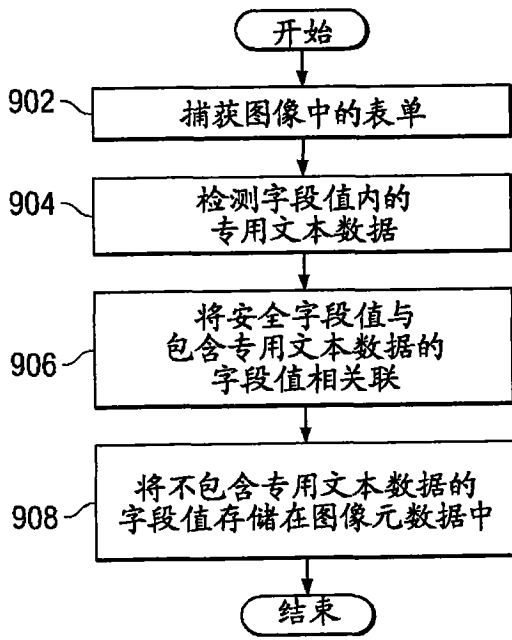 开始
902
捕获图像中的表单
904
检测字段值内的
专用文本数据
906
将安全字段值与
包含专用文本数据的
字段值相关联
908
将不包含专用文本数据的
字段值存储在图像元数据中
结束